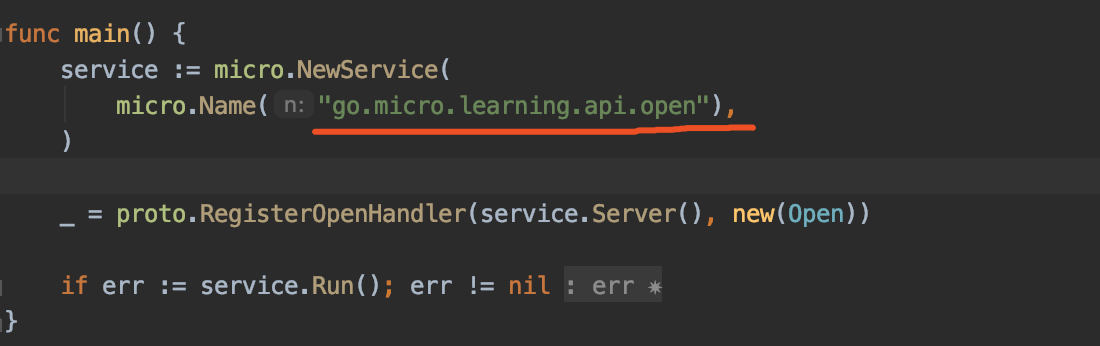 func main() {
    service := micro.NewService(
        micro.Name( n: "go.micro.learning.api.open"),
    )
    _ = proto.RegisterOpenHandler(service.Server(), new(Open))
    if err := service.Run(); err != nil : err ✷
}